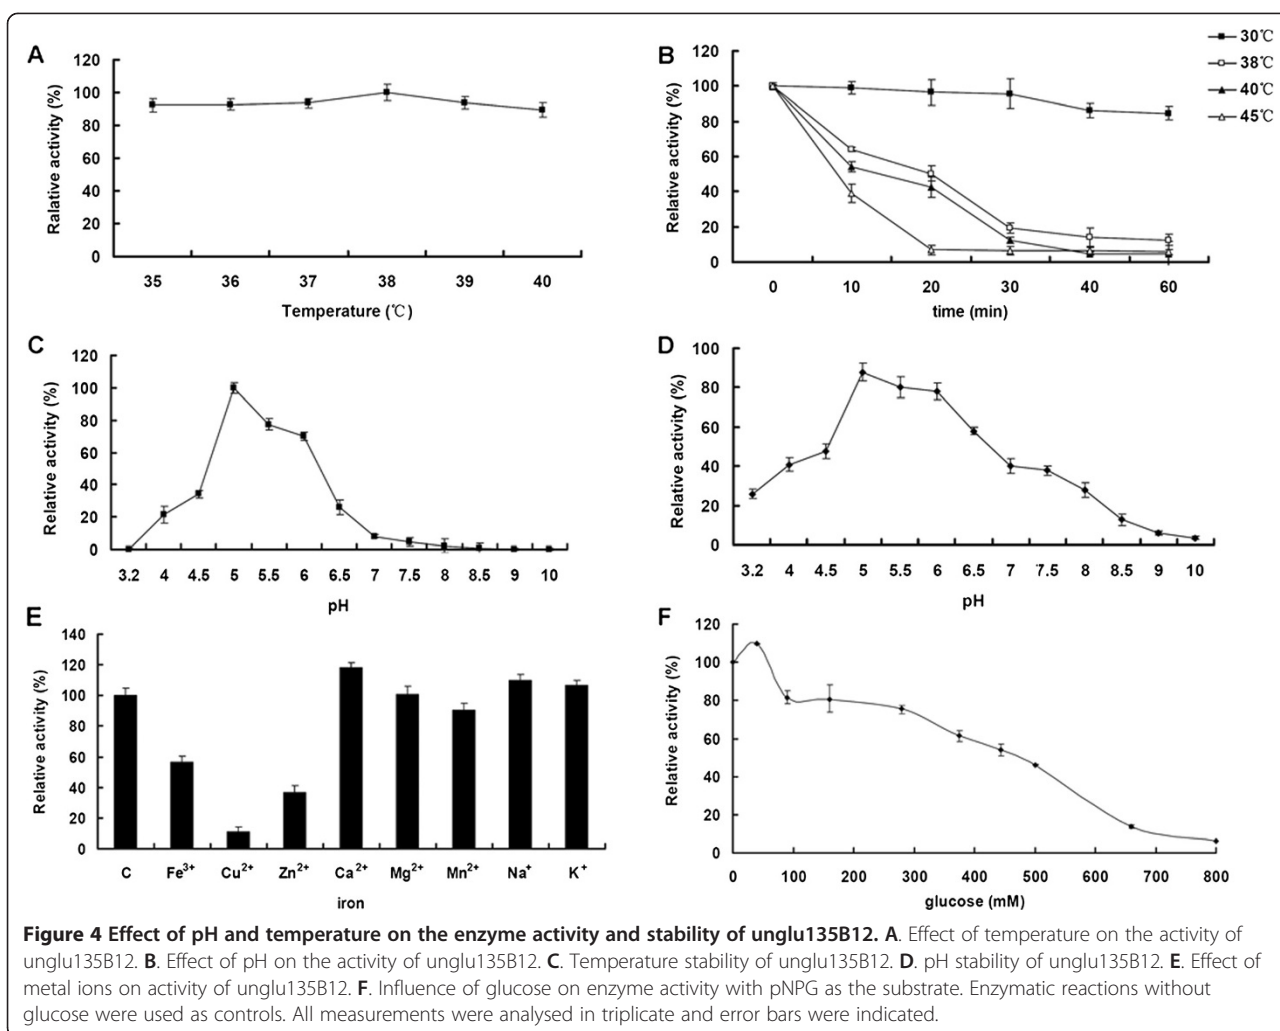 A
120
100
80
60
40
20
0
Ralative activity (%)
35 36 37 38 39 40
Temperature (℃)
B
120
100
80
60
40
20
0
Relative activity (%)
0 10 20 30 40 60
time (min)
30℃
38℃
40℃
45℃
C
120
100
80
60
40
20
0
Relative activity (%)
3.2 4 4.5 5 5.5 6 6.5 7 7.5 8 8.5 9 10
pH
D
100
80
60
40
20
0
Relative activity (%)
3.2 4 4.5 5 5.5 6 6.5 7 7.5 8 8.5 9 10
pH
E
140
120
100
80
60
40
20
0
Relative activity (%)
C Fe³⁺ Cu²⁺ Zn²⁺ Ca²⁺ Mg²⁺ Mn²⁺ Na⁺ K⁺
iron
F
120
100
80
60
40
20
0
Relative activity (%)
0 100 200 300 400 500 600 700 800
glucose (mM)
Figure 4 Effect of pH and temperature on the enzyme activity and stability of unglu135B12. A. Effect of temperature on the activity of
unglu135B12. B. Effect of pH on the activity of unglu135B12. C. Temperature stability of unglu135B12. D. pH stability of unglu135B12. E. Effect of
metal ions on activity of unglu135B12. F. Influence of glucose on enzyme activity with pNPG as the substrate. Enzymatic reactions without
glucose were used as controls. All measurements were analysed in triplicate and error bars were indicated.